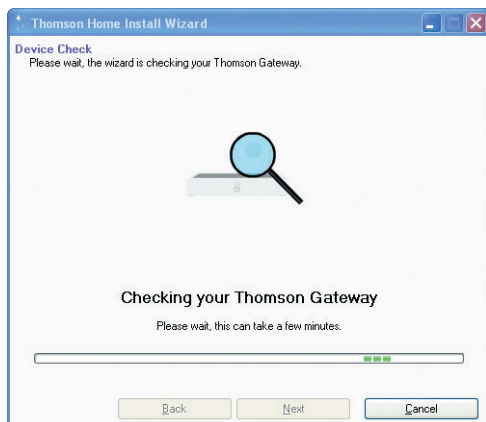 Thomson Home Install Wizard
Device Check
Please wait, the wizard is checking your Thomson Gateway.
Checking your Thomson Gateway
Please wait, this can take a few minutes.
Back Next Cancel